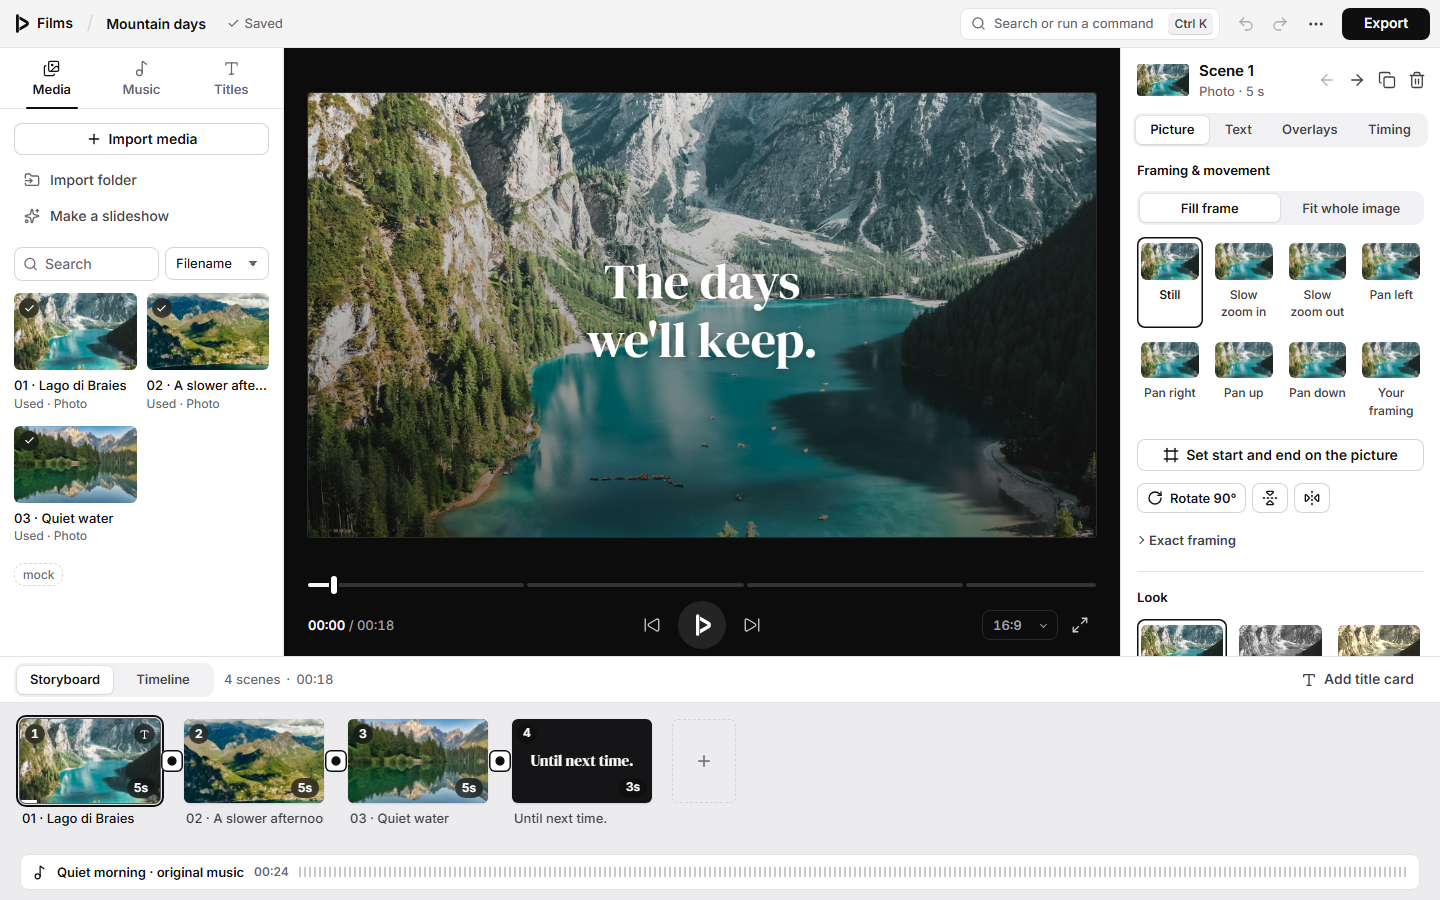 Films / Mountain days
Saved
Search or run a command
Ctrl K
Export
Media
Music
Titles
Import media
Import folder
Make a slideshow
Search
Filename
01 · Lago di Braies
Used · Photo
02 · A slower afte...
Used · Photo
03 · Quiet water
Used · Photo
mock
The days
we'll keep.
00:00 / 00:18
16:9
Scene 1
Photo · 5 s
Picture
Text
Overlays
Timing
Framing & movement
Fill frame
Fit whole image
Still
Slow
zoom in
Slow
zoom out
Pan left
Pan right
Pan up
Pan down
Your
framing
Set start and end on the picture
Rotate 90°
Exact framing
Look
Storyboard
Timeline
4 scenes · 00:18
Add title card
1
T
5s
2
5s
3
5s
4
Until next time.
3s
01 · Lago di Braies
02 · A slower afternoo
03 · Quiet water
Until next time.
Quiet morning · original music
00:24